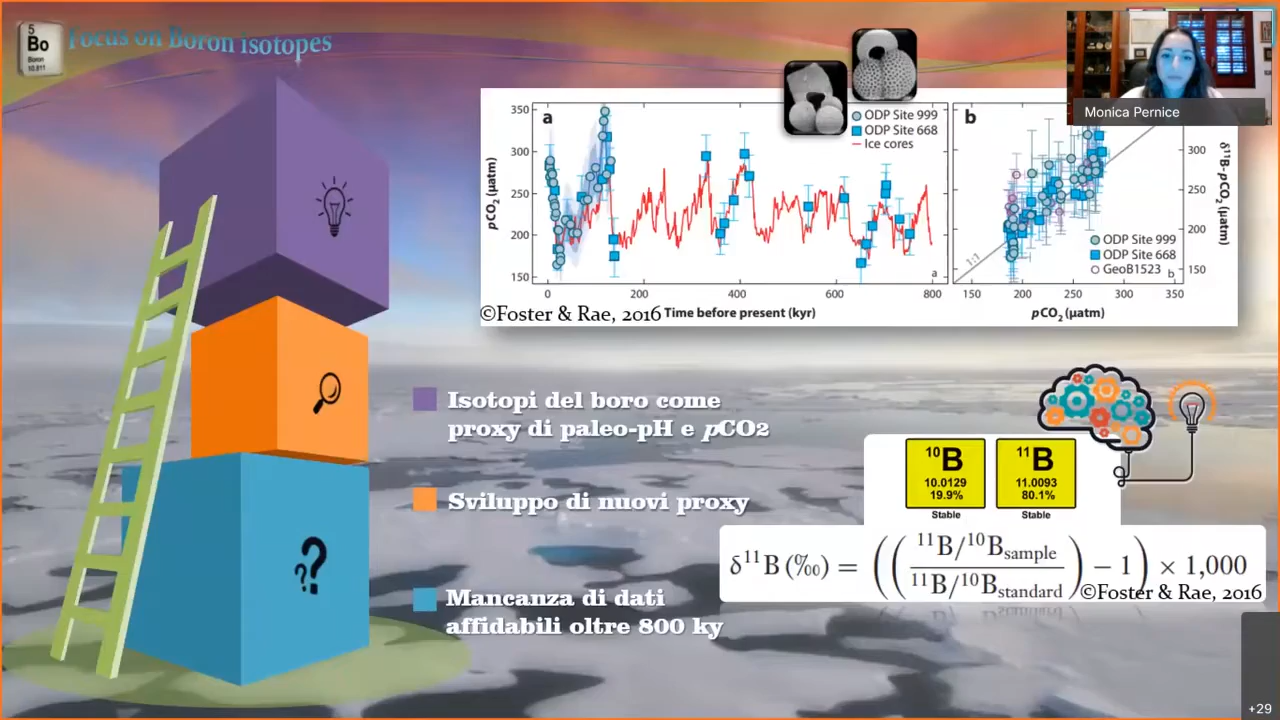 5
Bo
Boron
10.811
Focus on Boron isotopes
Monica Pernice
a
ODP Site 999
ODP Site 668
Ice cores
pCO2 (µatm)
350
300
250
200
150
0
200
400
600
800
a
Time before present (kyr)
©Foster & Rae, 2016
b
ODP Site 999
ODP Site 668
GeoB1523
b
1:1
300
250
200
150
δ11B-pCO2 (µatm)
150
200
250
300
350
pCO2 (µatm)
Isotopi del boro come
proxy di paleo-pH e pCO2
Sviluppo di nuovi proxy
Mancanza di dati
affidabili oltre 800 ky
??
10B
10.0129
19.9%
Stable
11B
11.0093
80.1%
Stable
δ11B (‰) = ((11B/10Bsample / 11B/10Bstandard) − 1) × 1,000
©Foster & Rae, 2016
+29